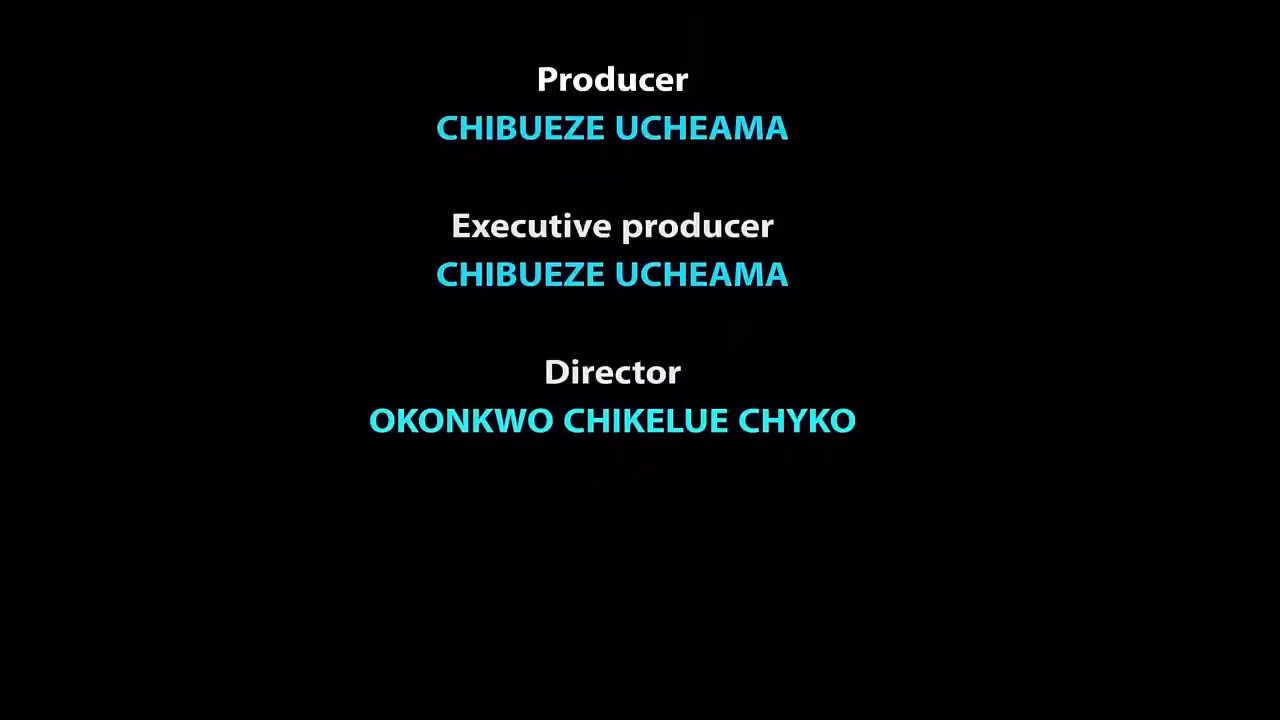 Producer
CHIBUEZE UCHEAMA
Executive producer
CHIBUEZE UCHEAMA
Director
OKONKWO CHIKELUE CHYKO